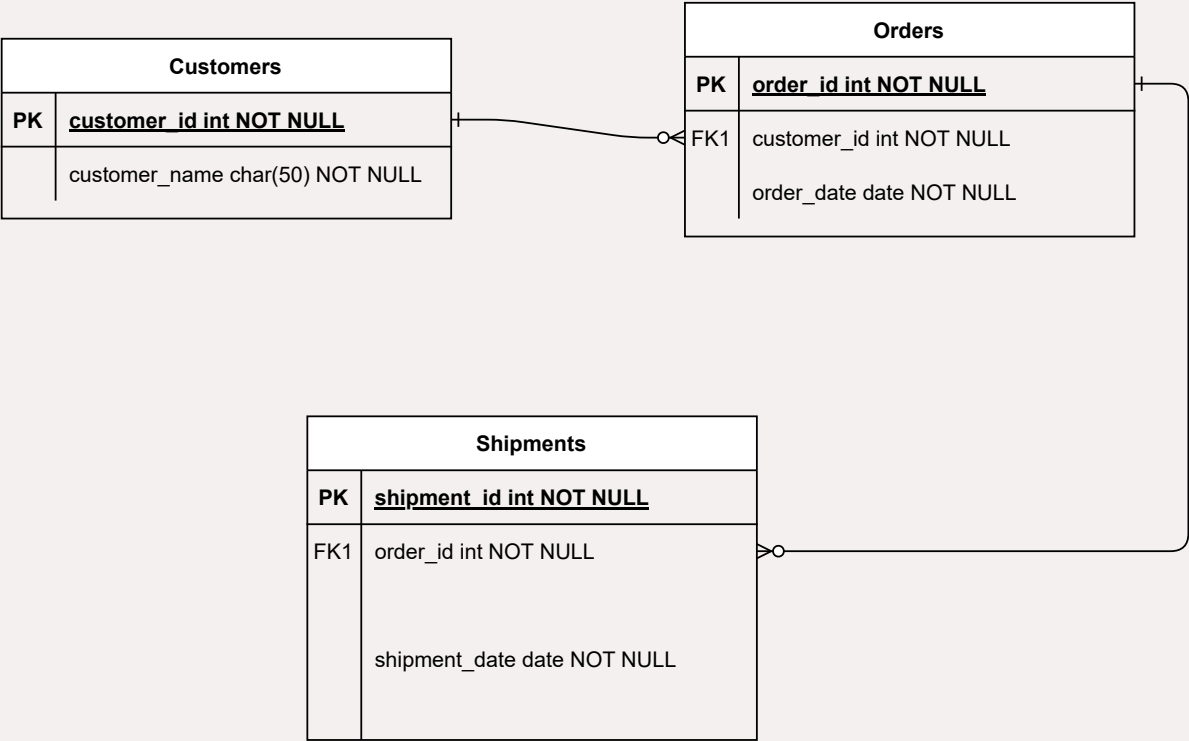 Customers
PK customer_id int NOT NULL
customer_name char(50) NOT NULL
Orders
PK order_id int NOT NULL
FK1 customer_id int NOT NULL
order_date date NOT NULL
Shipments
PK shipment_id int NOT NULL
FK1 order_id int NOT NULL
shipment_date date NOT NULL